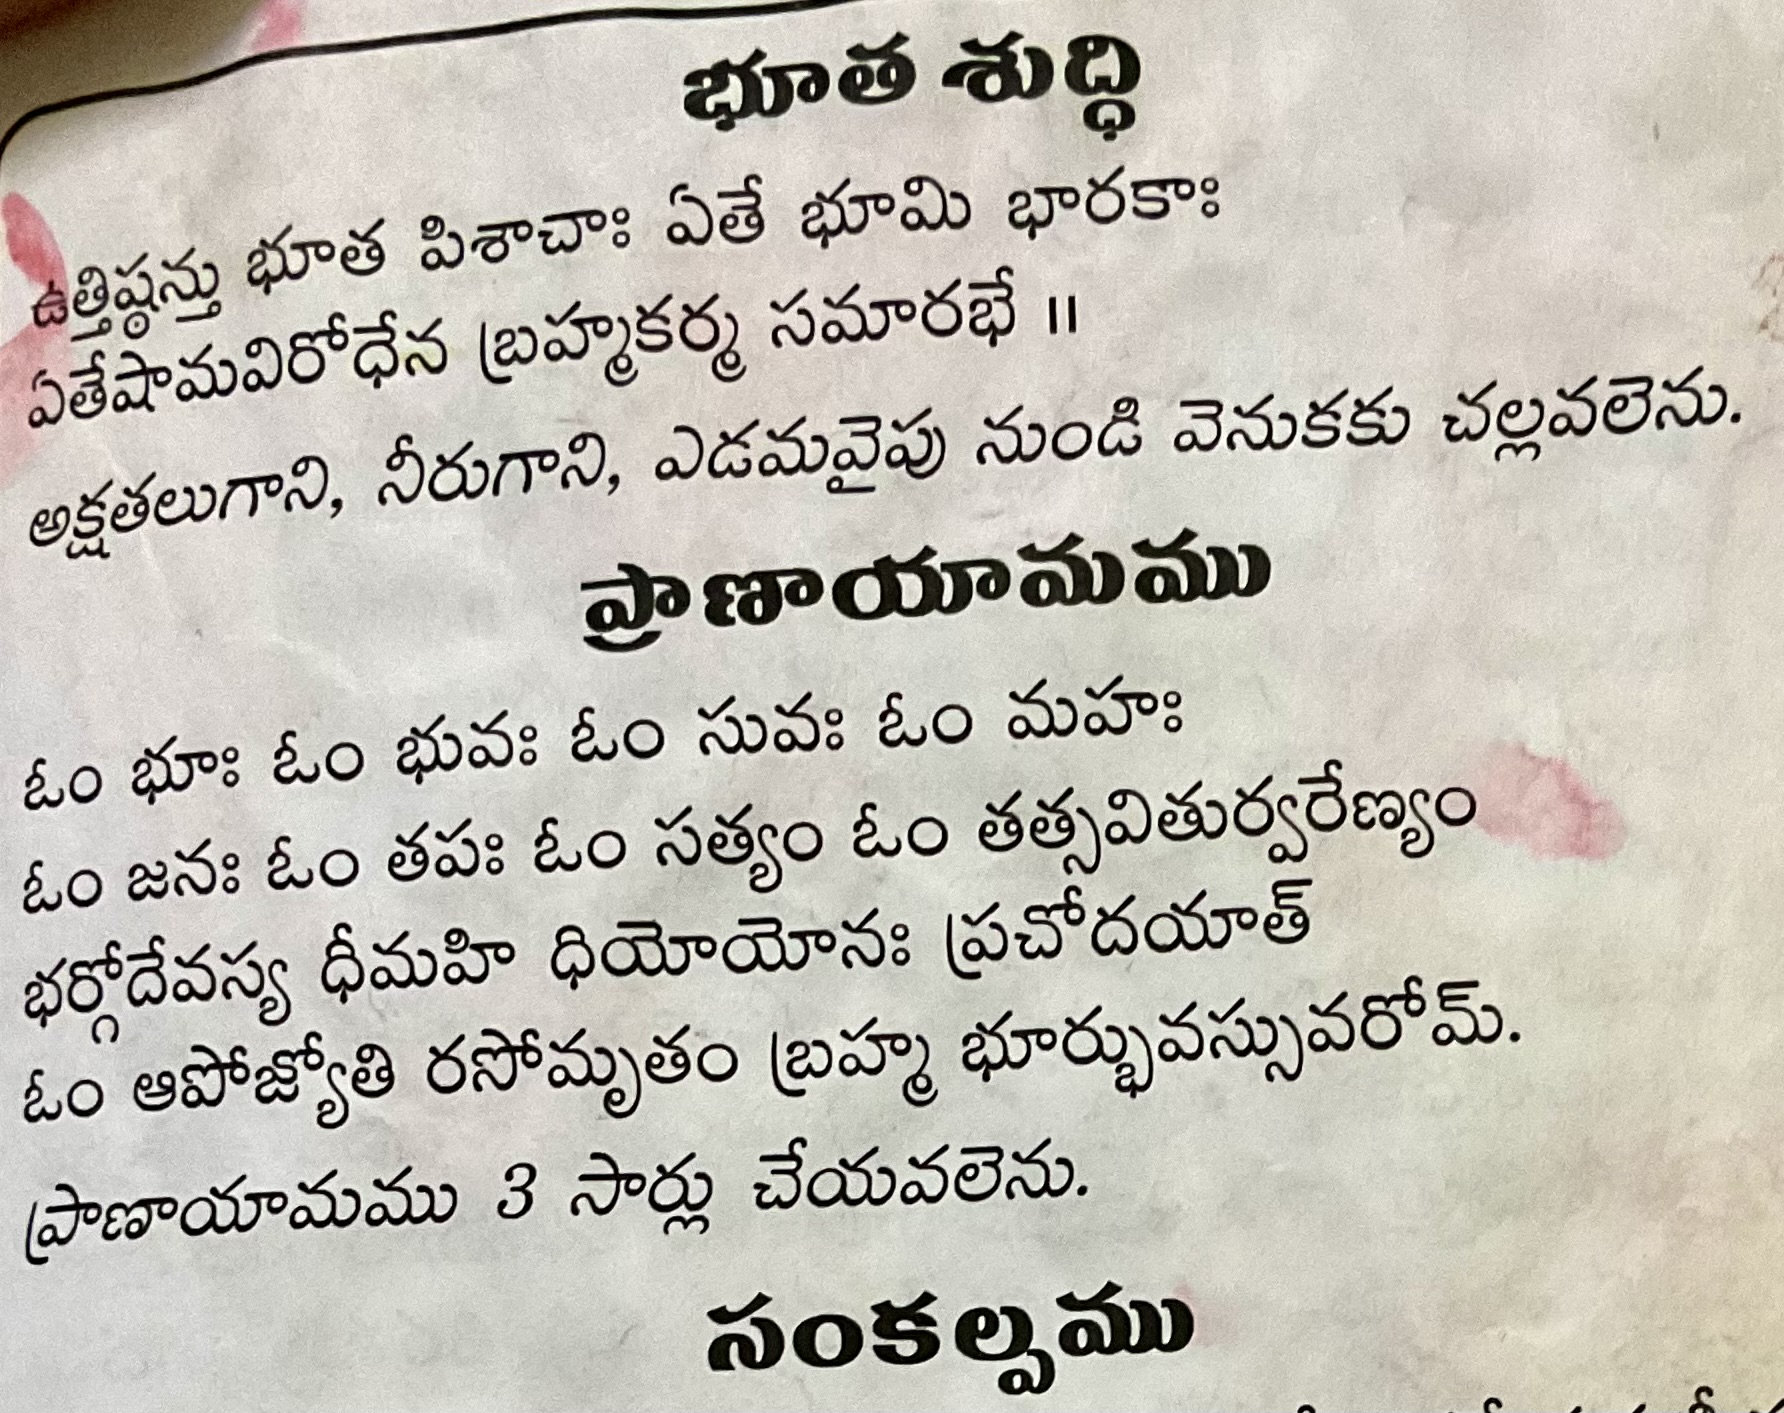 భూత శుద్ధి
ఉత్తిష్ఠన్తు భూత పిశాచాః ఏతే భూమి భారకాః
ఏతేషామవిరోధేన బ్రహ్మకర్మ సమారభే ॥
అక్షతలుగాని, నీరుగాని, ఎడమవైపు నుండి వెనుకకు చల్లవలెను.
ప్రాణాయామము
ఓం భూః ఓం భువః ఓం సువః ఓం మహః
ఓం జనః ఓం తపః ఓం సత్యం ఓం తత్సవితుర్వరేణ్యం
భర్గోదేవస్య ధీమహి ధియోయోనః ప్రచోదయాత్
ఓం ఆపోజ్యోతి రసోమృతం బ్రహ్మ భూర్భువస్సువరోమ్.
ప్రాణాయామము 3 సార్లు చేయవలెను.
సంకల్పము